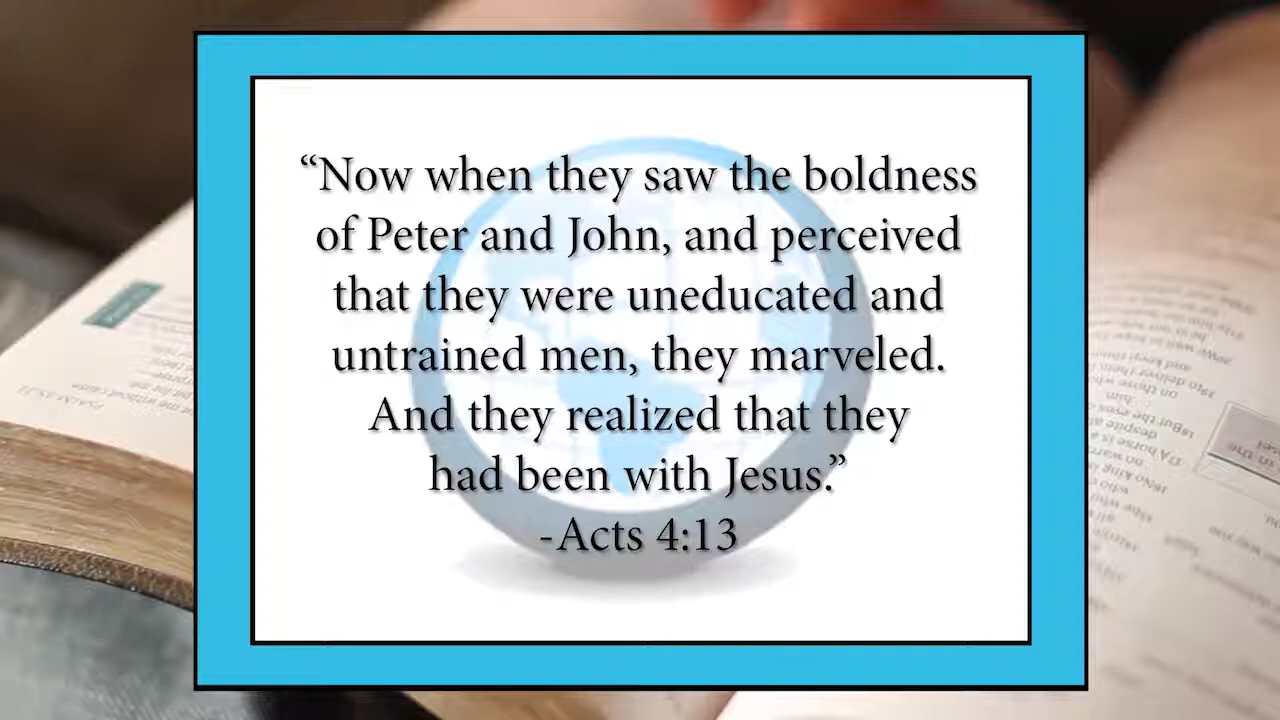 “Now when they saw the boldness
of Peter and John, and perceived
that they were uneducated and
untrained men, they marveled.
And they realized that they
had been with Jesus.”
-Acts 4:13